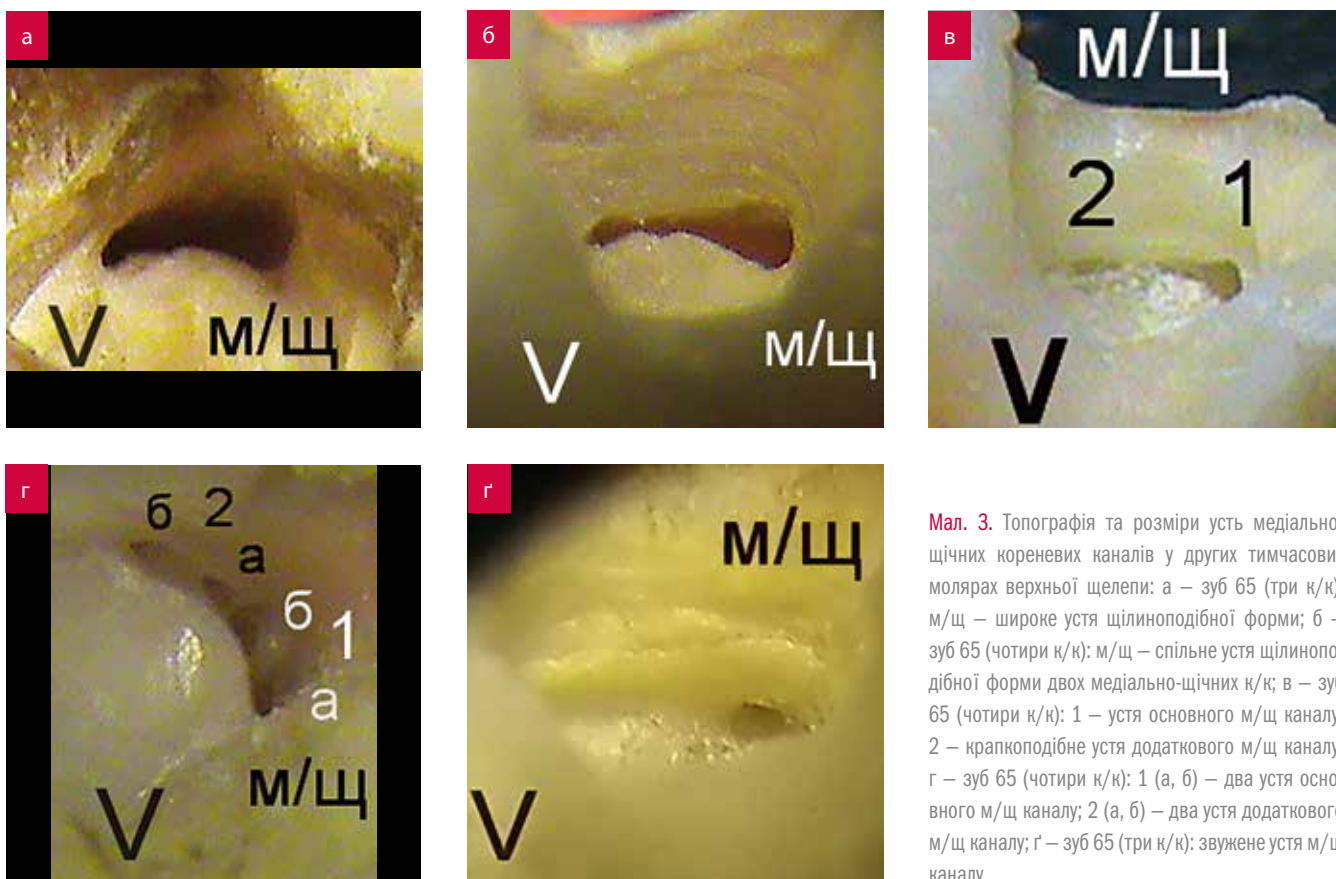 а
V м/щ
б
V м/щ
в
м/щ
2 1
V
г
б 2
а
б 1
а
м/щ
V
ґ
м/щ
V
Мал. 3. Топографія та розміри усть медіально
щічних кореневих каналів у других тимчасови
молярах верхньої щелепи: а – зуб 65 (три к/к)
м/щ – широке устя щілиноподібної форми; б –
зуб 65 (чотири к/к): м/щ – спільне устя щілинопо
дібної форми двох медіально-щічних к/к; в – зу
65 (чотири к/к): 1 – устя основного м/щ каналу
2 – крапкоподібне устя додаткового м/щ каналу
г – зуб 65 (чотири к/к): 1 (а, б) – два устя осно
вного м/щ каналу; 2 (а, б) – два устя додаткового
м/щ каналу; ґ – зуб 65 (три к/к): звужене устя м/щ
каналу